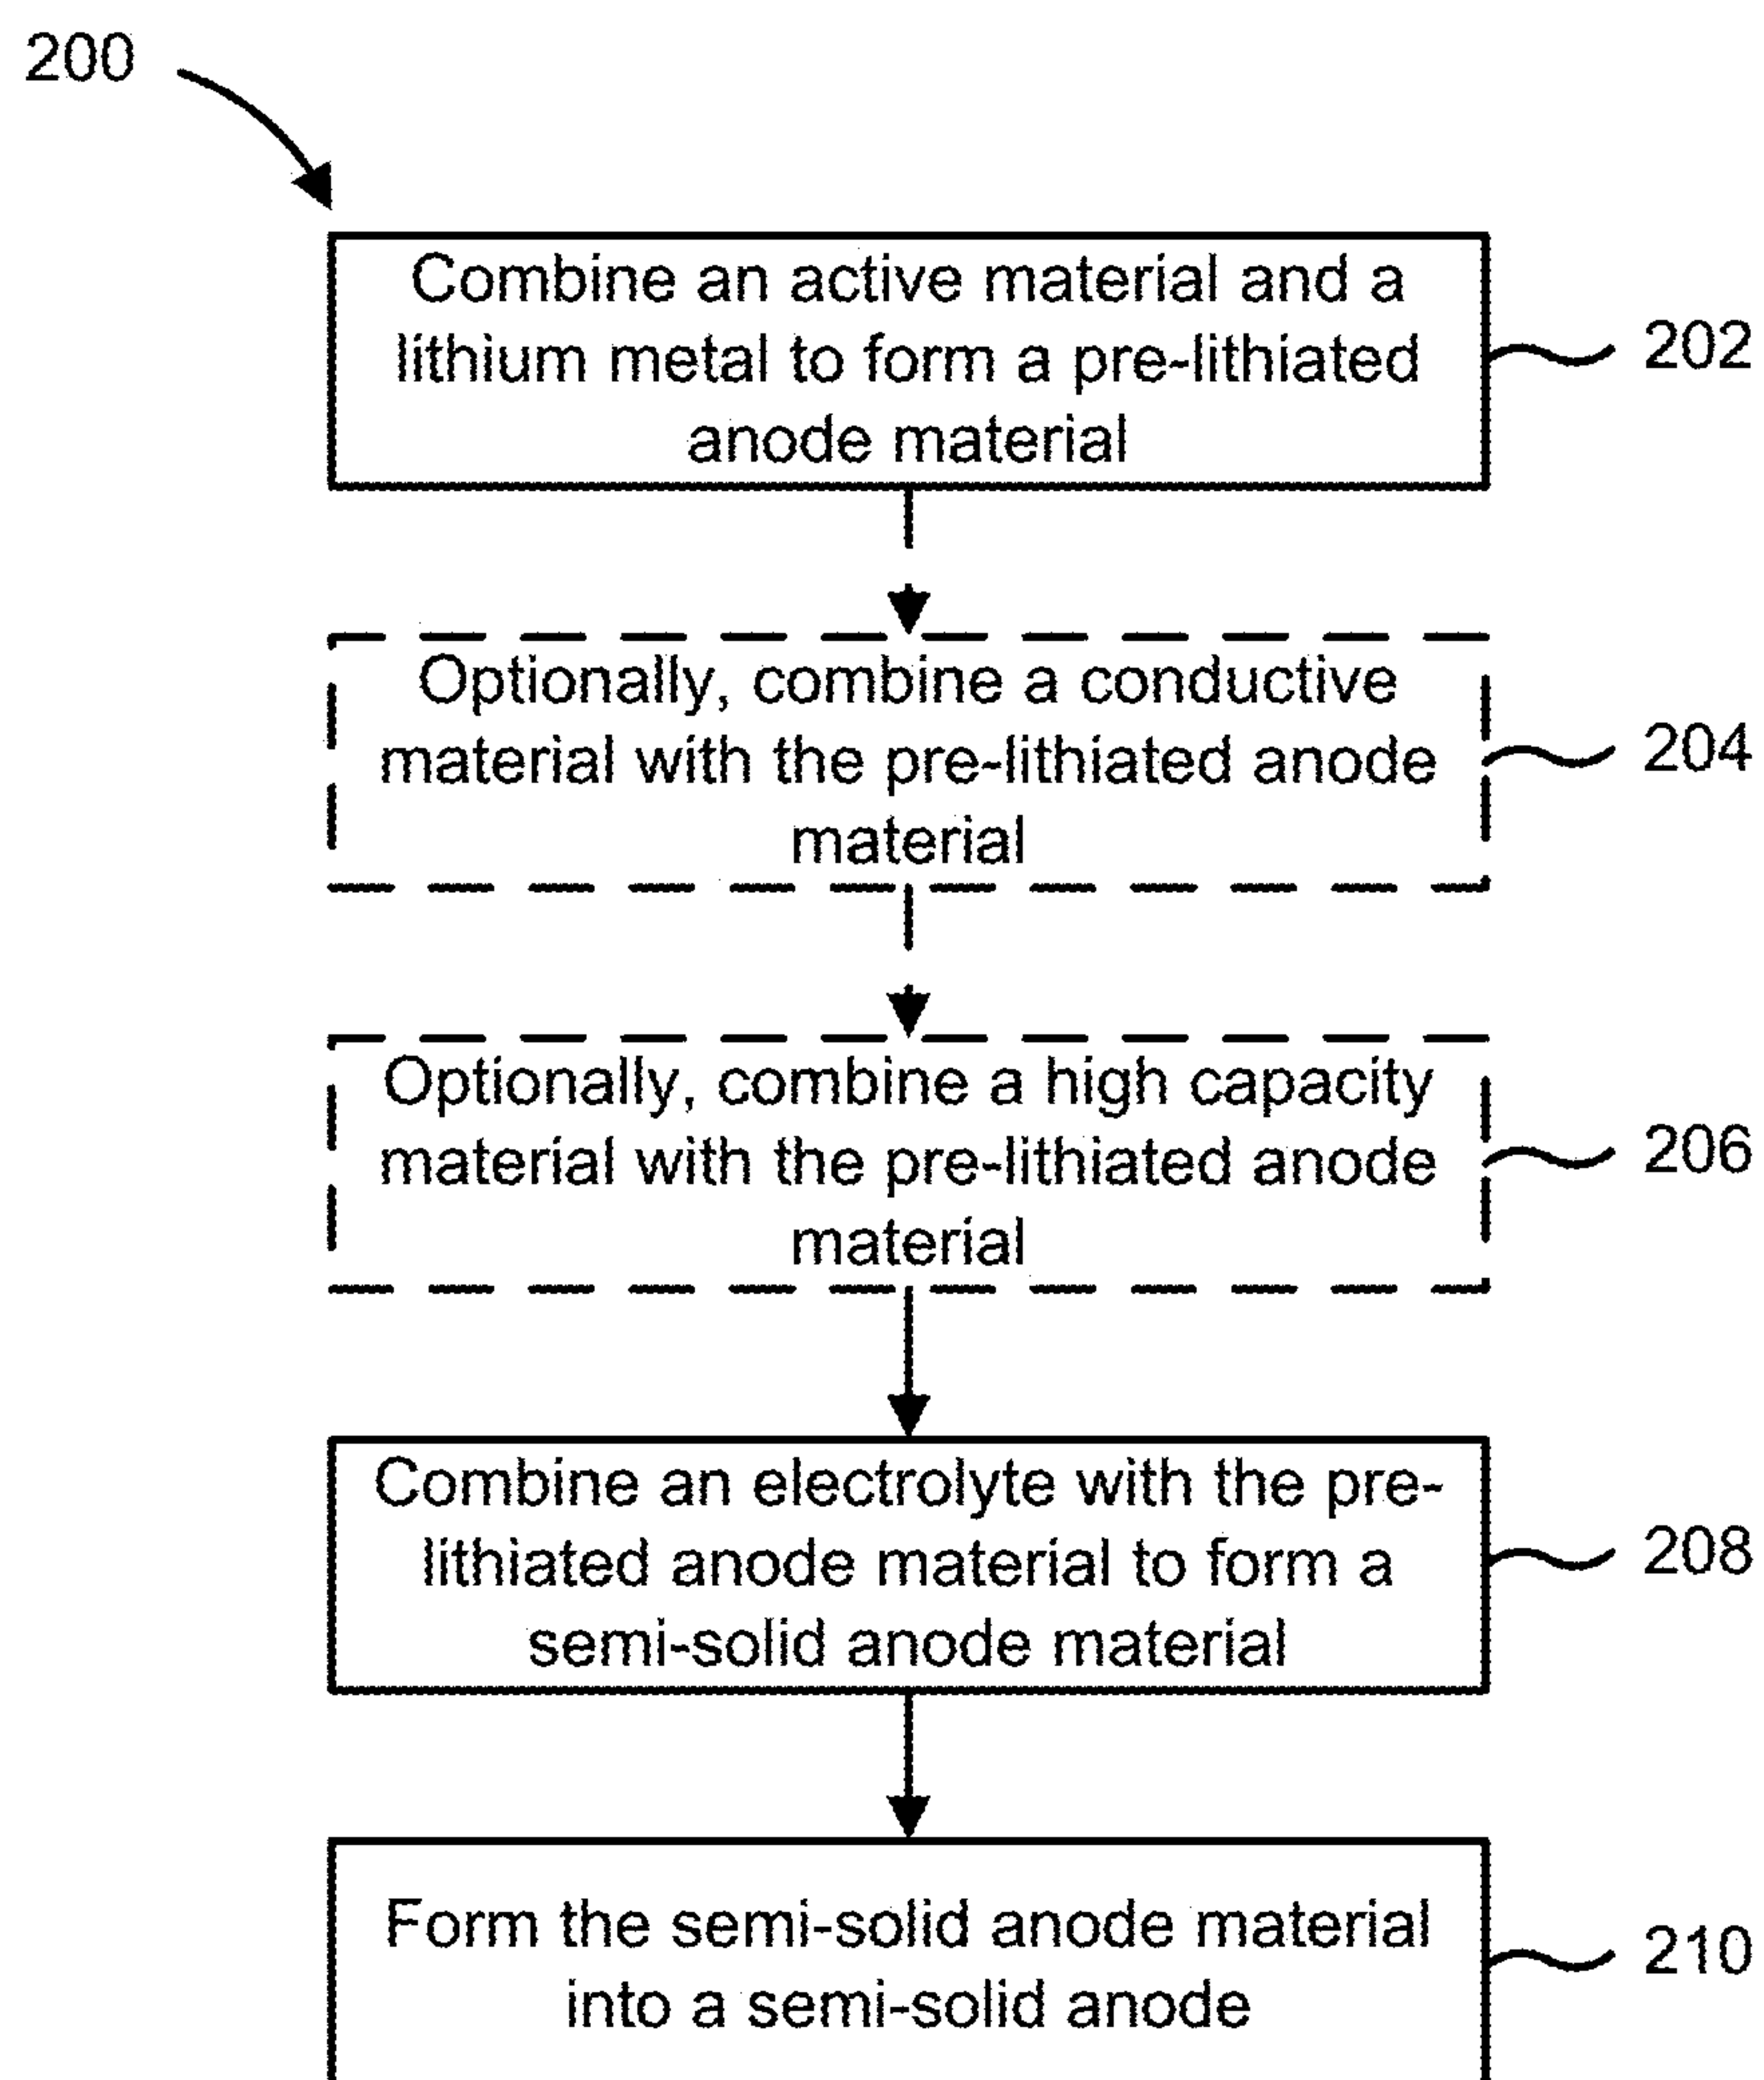 200
Combine an active material and a
lithium metal to form a pre-lithiated
anode material
202
Optionally, combine a conductive
material with the pre-lithiated anode
material
204
Optionally, combine a high capacity
material with the pre-lithiated anode
material
206
Combine an electrolyte with the pre-
lithiated anode material to form a
semi-solid anode material
208
Form the semi-solid anode material
into a semi-solid anode
210